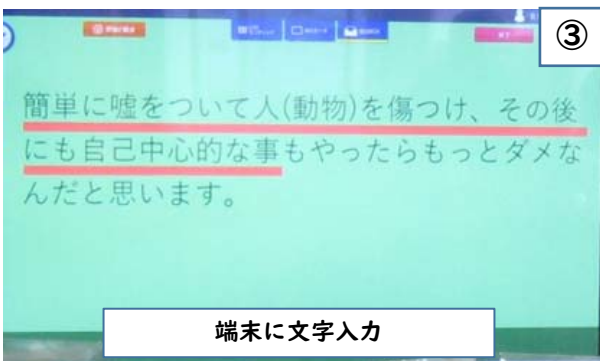 ③
簡単に嘘をついて人(動物)を傷つけ、その後
にも自己中心的な事もやったらもっとダメな
んだと思います。
端末に文字入力